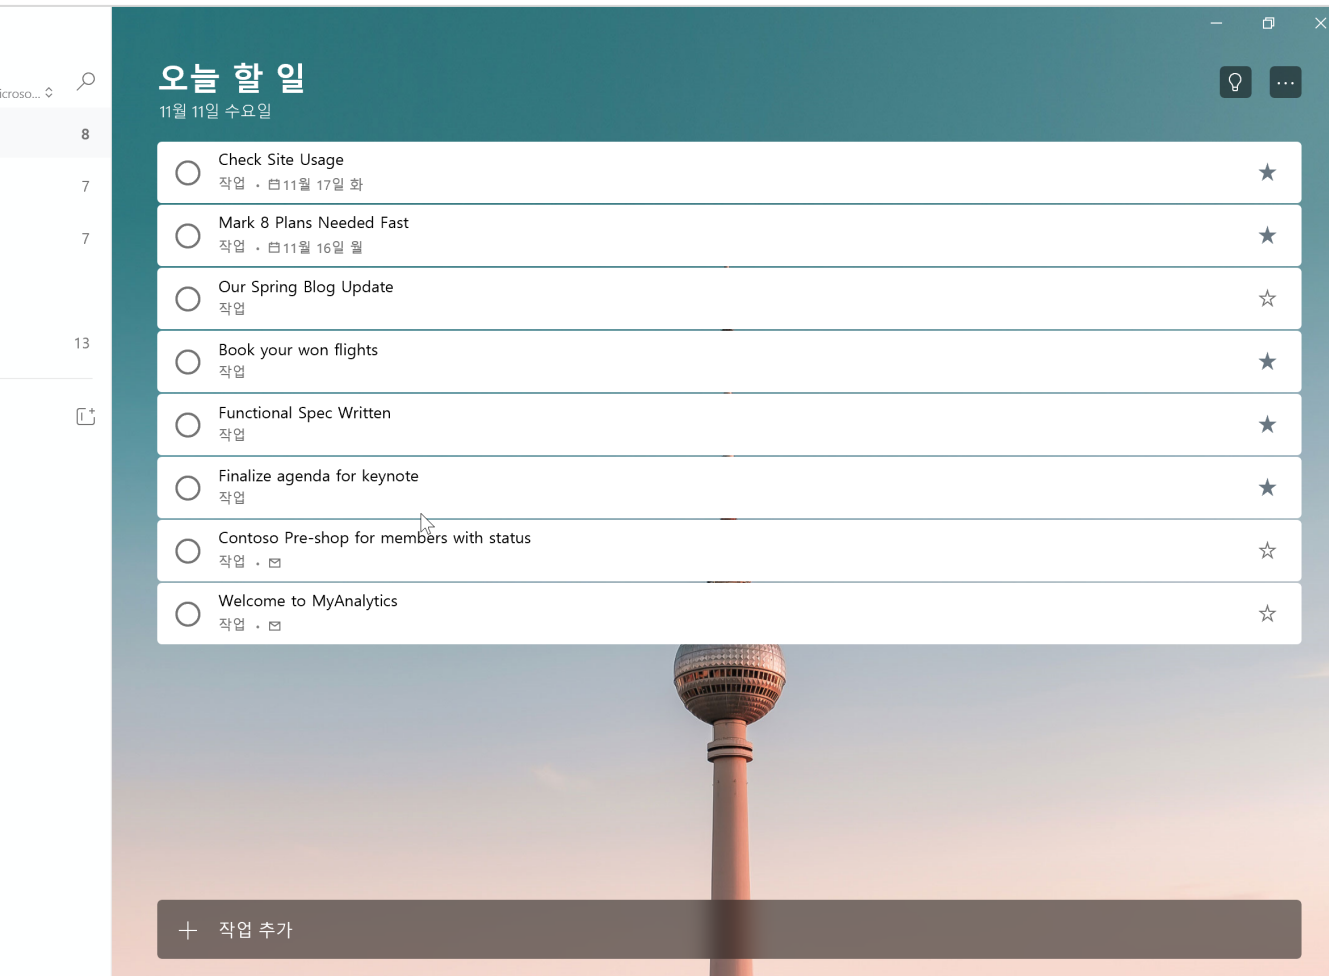 오늘 할 일
11월 11일 수요일
icroso...
8
7
7
13
Check Site Usage
작업 • 11월 17일 화
Mark 8 Plans Needed Fast
작업 • 11월 16일 월
Our Spring Blog Update
작업
Book your won flights
작업
Functional Spec Written
작업
Finalize agenda for keynote
작업
Contoso Pre-shop for members with status
작업 •
Welcome to MyAnalytics
작업 •
작업 추가